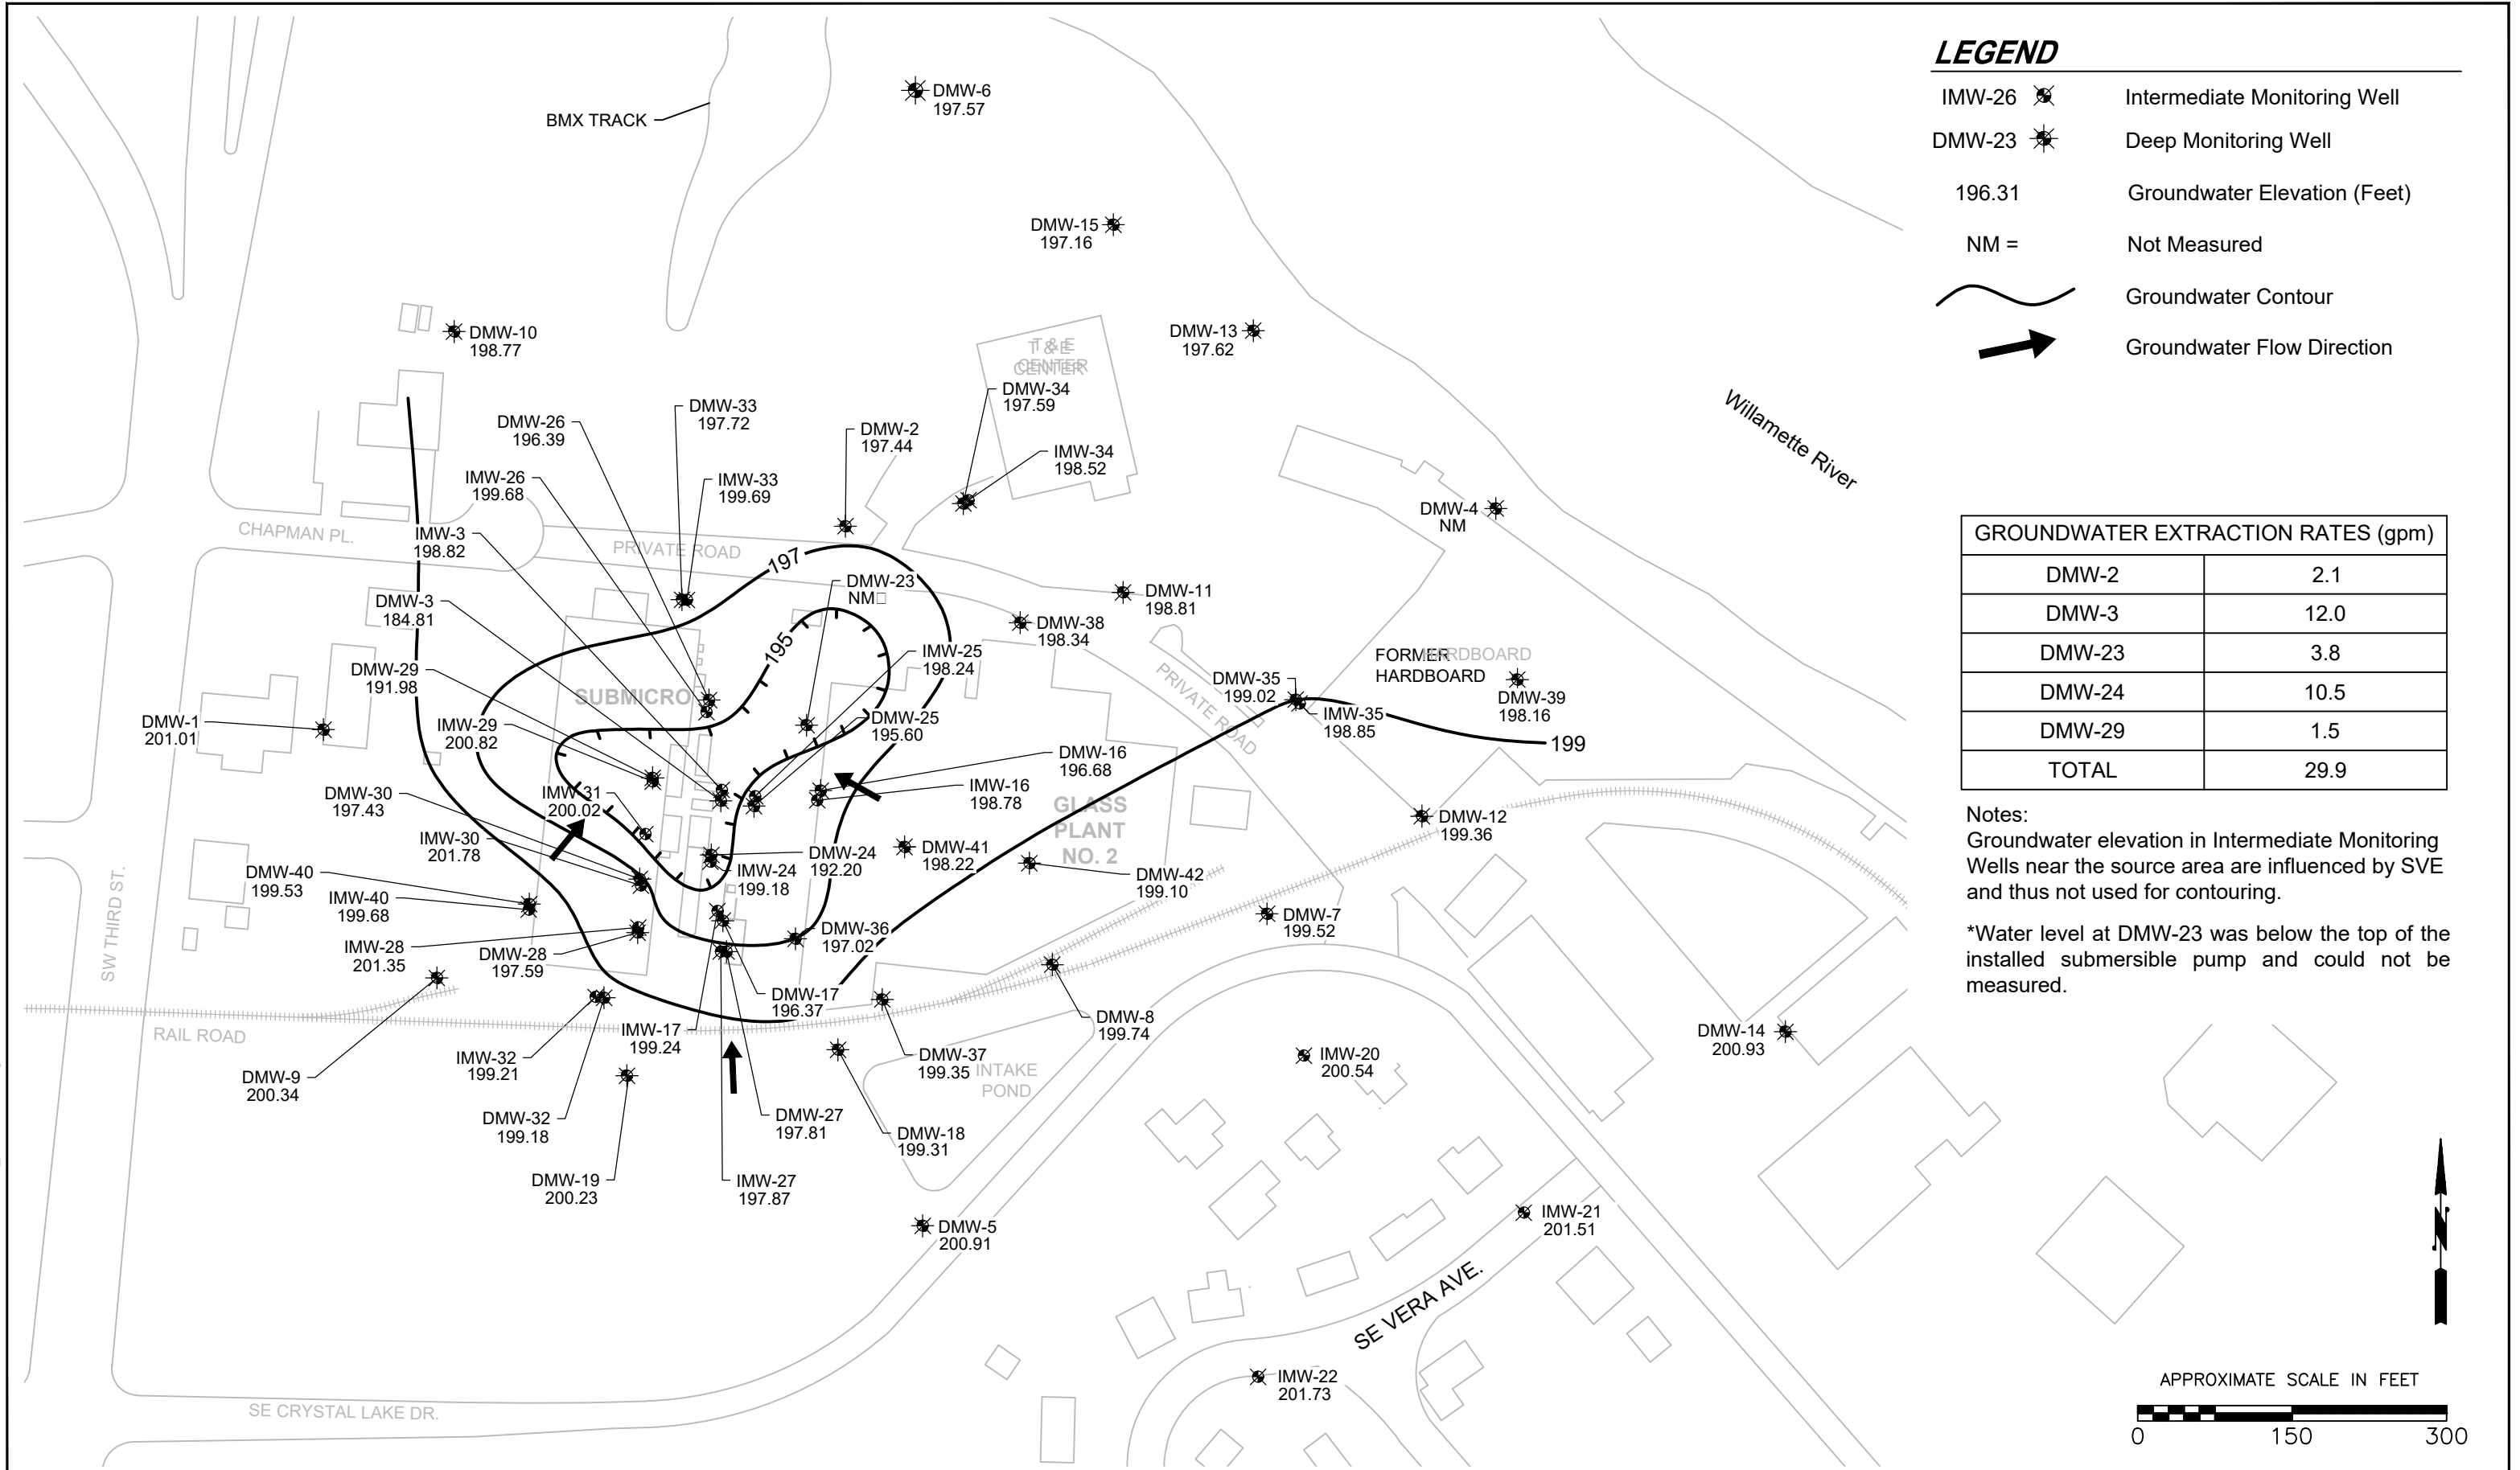 LEGEND
IMW-26 Intermediate Monitoring Well
DMW-23 Deep Monitoring Well
196.31 Groundwater Elevation (Feet)
NM = Not Measured
Groundwater Contour
Groundwater Flow Direction
DMW-6
197.57
BMX TRACK
DMW-15
197.16
DMW-10
198.77
DMW-13
197.62
T & E
CENTER
T & E
CENTER
DMW-34
197.59
DMW-33
197.72
DMW-26
196.39
DMW-2
197.44
IMW-34
198.52
Willamette River
IMW-26
199.68
IMW-33
199.69
DMW-4
NM
CHAPMAN PL.
IMW-3
198.82
PRIVATE ROAD
197
DMW-23
NM□
DMW-11
198.81
DMW-3
184.81
DMW-38
198.34
195
IMW-25
198.24
FORMER
HARDBOARD
HARDBOARD
DMW-29
191.98
SUBMICRO
PRIVATE ROAD
DMW-35
199.02
DMW-39
198.16
DMW-1
201.01
IMW-29
200.82
DMW-25
195.60
IMW-35
198.85
199
DMW-16
196.68
DMW-30
197.43
IMW-31
200.02
IMW-16
198.78
GLASS
PLANT
NO. 2
DMW-12
199.36
IMW-30
201.78
DMW-24
192.20
DMW-41
198.22
DMW-40
199.53
IMW-24
199.18
DMW-42
199.10
IMW-40
199.68
SW THIRD ST.
DMW-7
199.52
DMW-36
197.02
IMW-28
201.35
DMW-28
197.59
DMW-17
196.37
RAIL ROAD
IMW-17
199.24
DMW-8
199.74
DMW-14
200.93
IMW-32
199.21
DMW-37
199.35
INTAKE
POND
IMW-20
200.54
DMW-9
200.34
DMW-32
199.18
DMW-27
197.81
DMW-18
199.31
DMW-19
200.23
IMW-27
197.87
DMW-5
200.91
IMW-21
201.51
SE VERA AVE.
IMW-22
201.73
SE CRYSTAL LAKE DR.
GROUNDWATER EXTRACTION RATES (gpm)
DMW-2 2.1
DMW-3 12.0
DMW-23 3.8
DMW-24 10.5
DMW-29 1.5
TOTAL 29.9
Notes:
Groundwater elevation in Intermediate Monitoring
Wells near the source area are influenced by SVE
and thus not used for contouring.
*Water level at DMW-23 was below the top of the
installed submersible pump and could not be
measured.
N
APPROXIMATE SCALE IN FEET
0 150 300